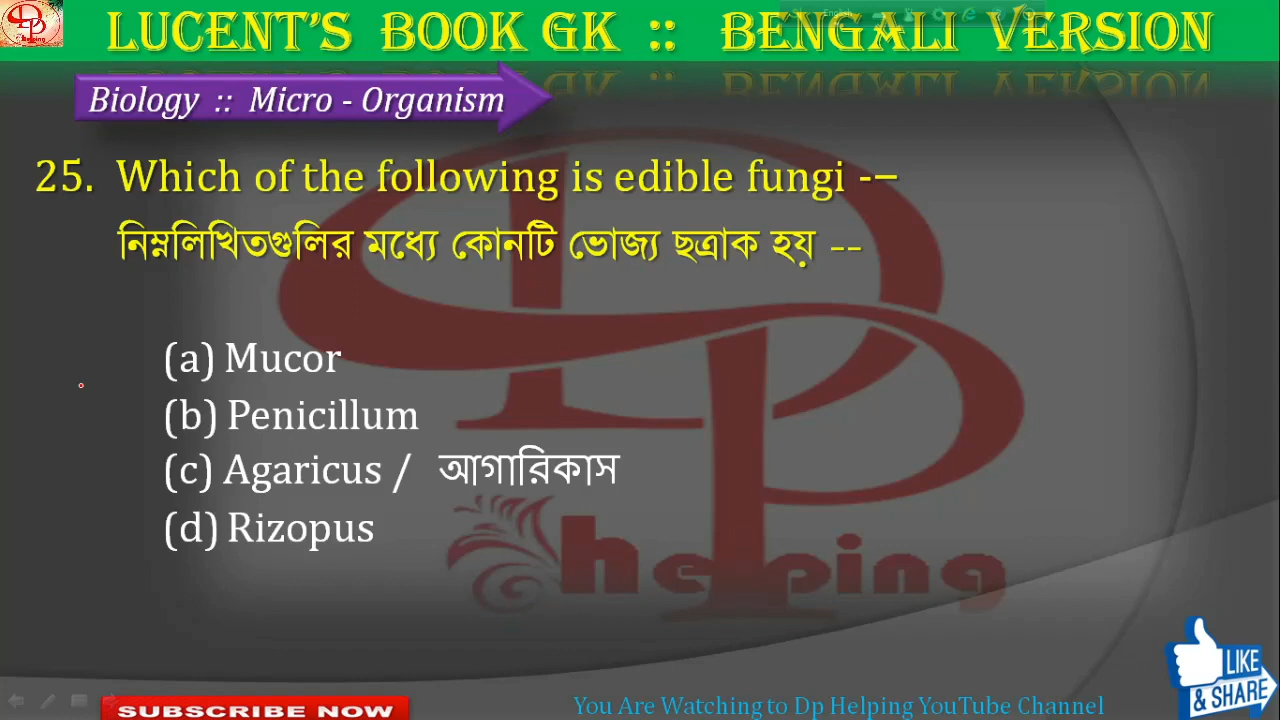 LUCENT'S BOOK GK :: BENGALI VERSION
Biology :: Micro - Organism
25. Which of the following is edible fungi --
নিম্নলিখিতগুলির মধ্যে কোনটি ভোজ্য ছত্রাক হয় --
(a) Mucor
(b) Penicillum
(c) Agaricus / আগারিকাস
(d) Rizopus
helping
LIKE
& SHARE
SUBSCRIBE NOW
You Are Watching to Dp Helping YouTube Channel